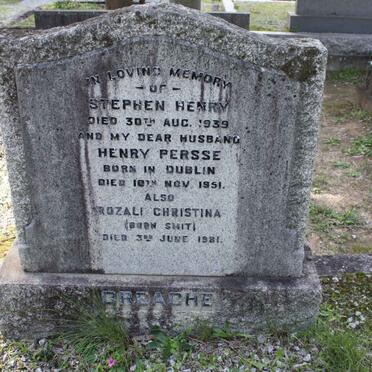 IN LOVING MEMORY
- OF -
STEPHEN HENRY
DIED 30TH AUG. 1939
AND MY DEAR HUSBAND
HENRY PERSSE
BORN IN DUBLIN
DIED 10TH NOV. 1951.
ALSO
ROZALI CHRISTINA
(BORN SMIT)
DIED 3RD JUNE 1981.
CREAGHE